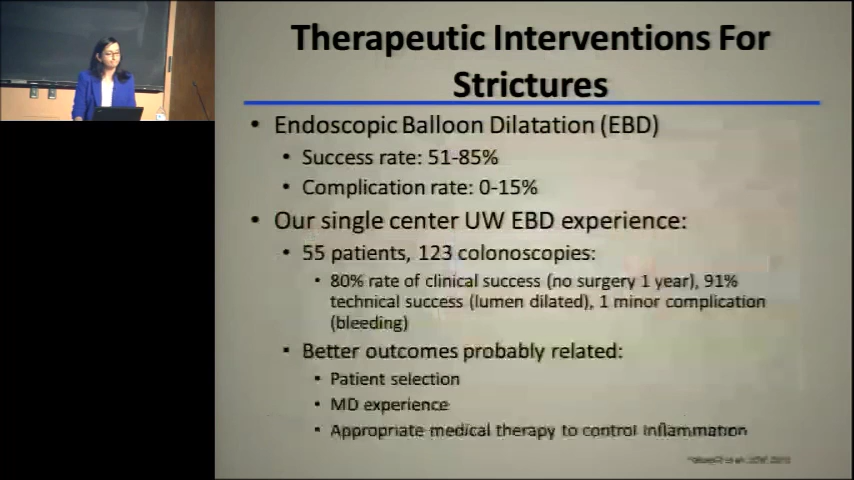 Therapeutic Interventions For
Strictures
• Endoscopic Balloon Dilatation (EBD)
• Success rate: 51-85%
• Complication rate: 0-15%
• Our single center UW EBD experience:
• 55 patients, 123 colonoscopies:
• 80% rate of clinical success (no surgery 1 year), 91%
technical success (lumen dilated), 1 minor complication
(bleeding)
• Better outcomes probably related:
• Patient selection
• MD experience
• Appropriate medical therapy to control inflammation